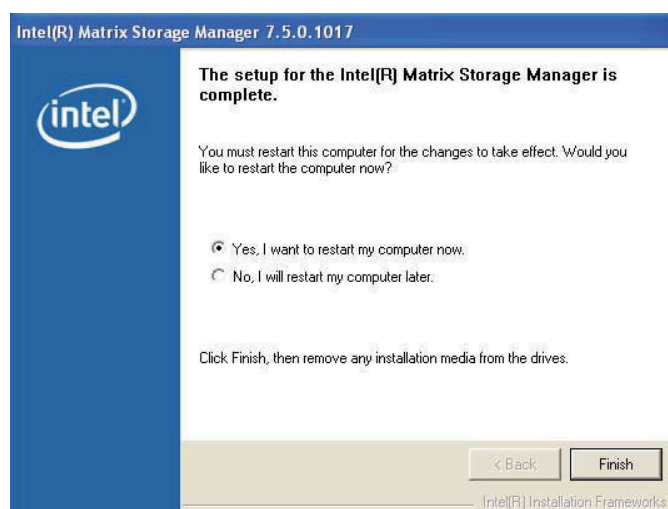 Intel(R) Matrix Storage Manager 7.5.0.1017
intel
The setup for the Intel(R) Matrix Storage Manager is
complete.
You must restart this computer for the changes to take effect. Would you
like to restart the computer now?
Yes, I want to restart my computer now.
No, I will restart my computer later.
Click Finish, then remove any installation media from the drives.
< Back
Finish
Intel(R) Installation Frameworks